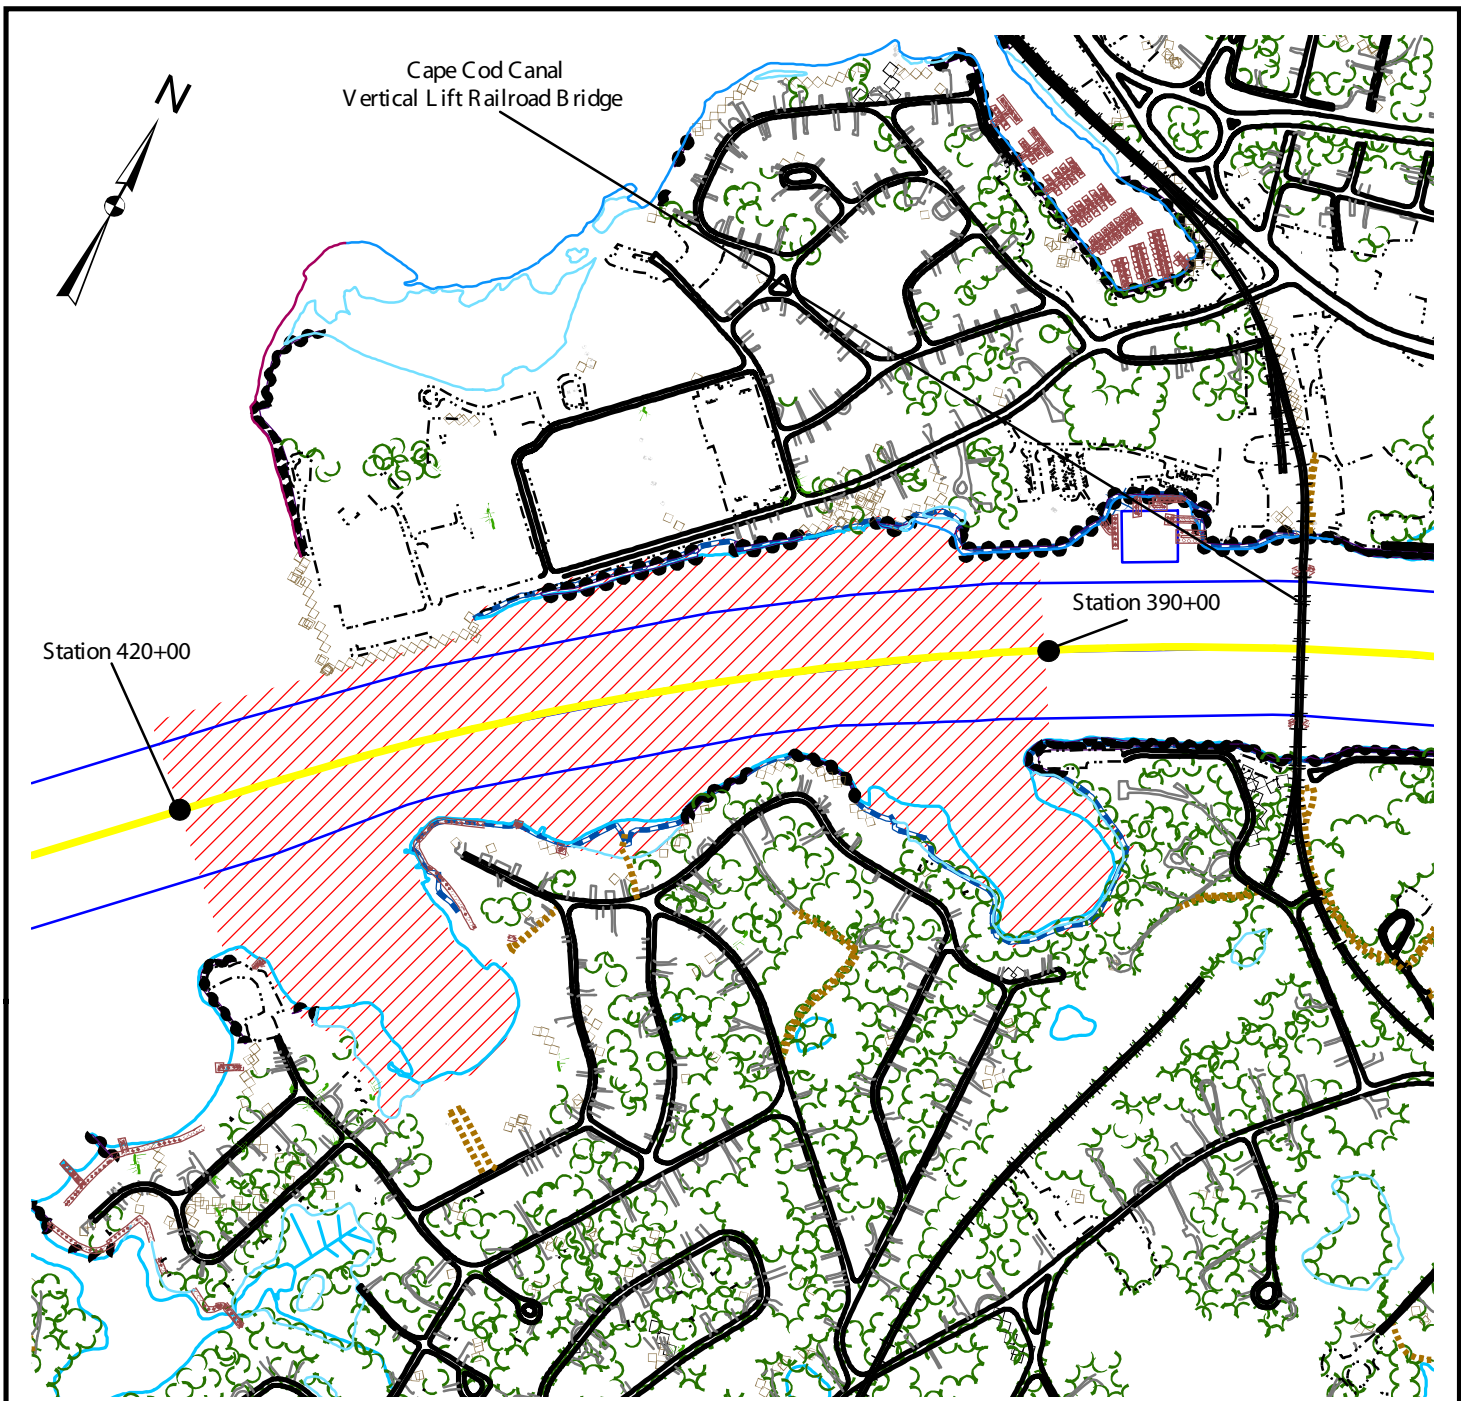 N
Cape Cod Canal
Vertical Lift Railroad Bridge
Station 390+00
Station 420+00